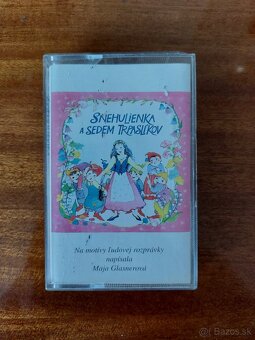 SNEHULIENKA
A SEDEM TRPASLÍKOV
Na motívy ľudovej rozprávky
napísala
Maja Glasnerová
Bazos.sk